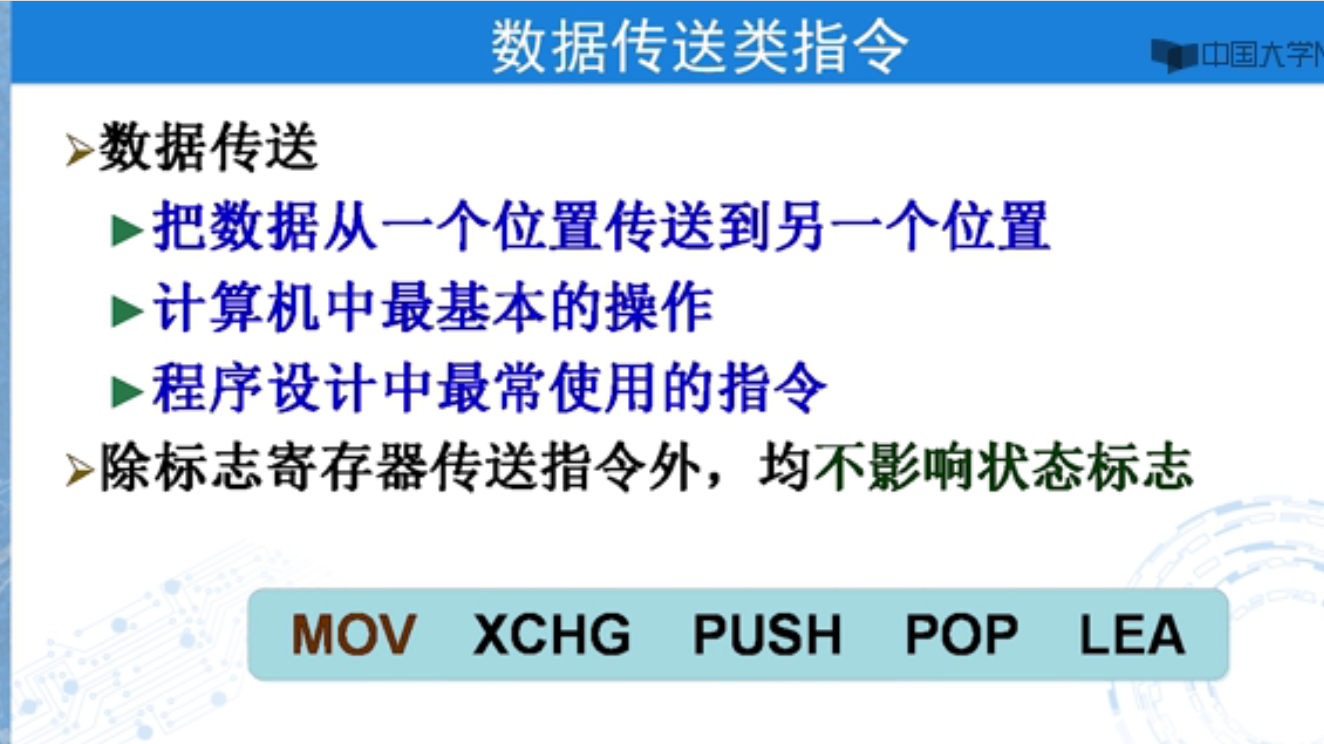 数据传送类指令
中国大学M
数据传送
把数据从一个位置传送到另一个位置
计算机中最基本的操作
程序设计中最常使用的指令
除标志寄存器传送指令外，均不影响状态标志
MOV XCHG PUSH POP LEA